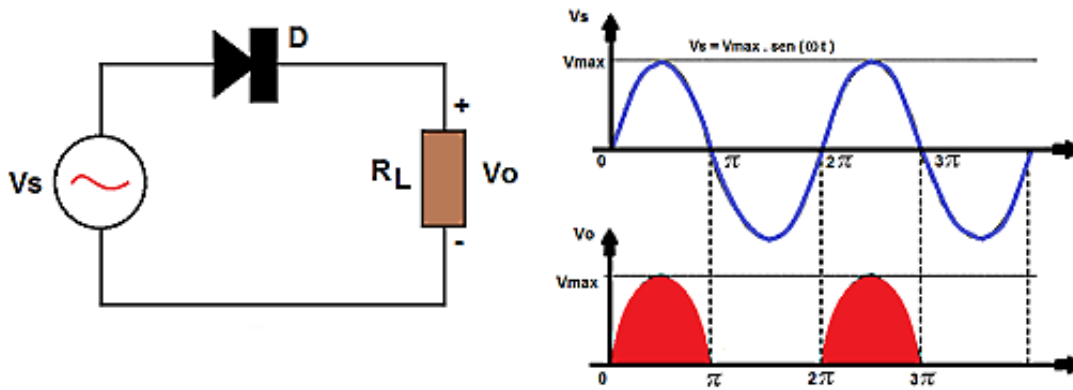 D
+
Vs
RL
Vo
-
Vs
Vs = Vmax . sen (ωt)
Vmax
0
π
2π
3π
Vo
Vmax
0
π
2π
3π